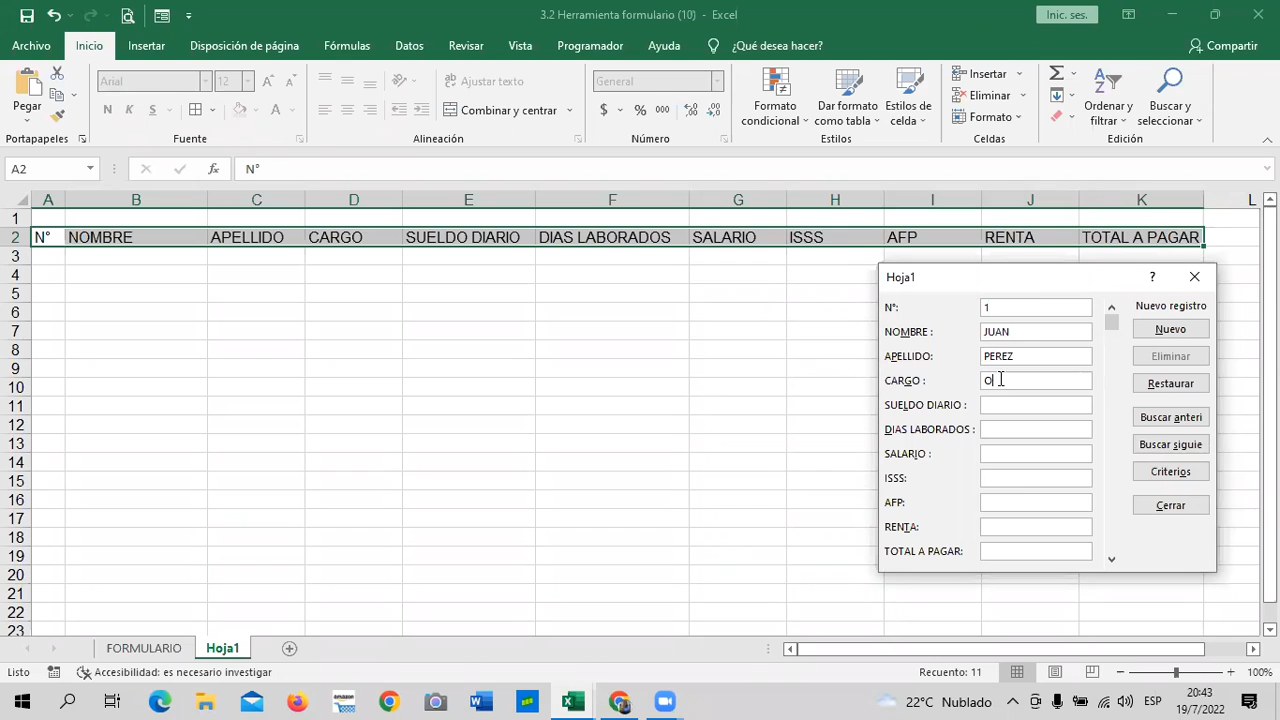 3.2 Herramienta formulario (10) - Excel
Inic. ses.
Archivo Inicio Insertar Disposición de página Fórmulas Datos Revisar Vista Programador Ayuda ¿Qué desea hacer? Compartir
Pegar
Arial 12
N K S
Ajustar texto
Combinar y centrar
General
$ % 000
Formato condicional
Dar formato como tabla
Estilos de celda
Insertar
Eliminar
Formato
Ordenar y filtrar
Buscar y seleccionar
Portapapeles Fuente Alineación Número Estilos Celdas Edición
A2 fx N°
A B C D E F G H I J K L
1
2 N° NOMBRE APELLIDO CARGO SUELDO DIARIO DIAS LABORADOS SALARIO ISSS AFP RENTA TOTAL A PAGAR
3
4
5
6
7
8
9
10
11
12
13
14
15
16
17
18
19
20
21
22
23
Hoja1 ?
N°: 1
NOMBRE : JUAN
APELLIDO: PEREZ
CARGO : O
SUELDO DIARIO :
DIAS LABORADOS :
SALARIO :
ISSS:
AFP:
RENTA:
TOTAL A PAGAR:
Nuevo registro
Nuevo
Eliminar
Restaurar
Buscar anteri
Buscar siguie
Criterios
Cerrar
FORMULARIO Hoja1
Listo Accesibilidad: es necesario investigar Recuento: 11 100%
amazon
22°C Nublado ESP 20:43
19/7/2022